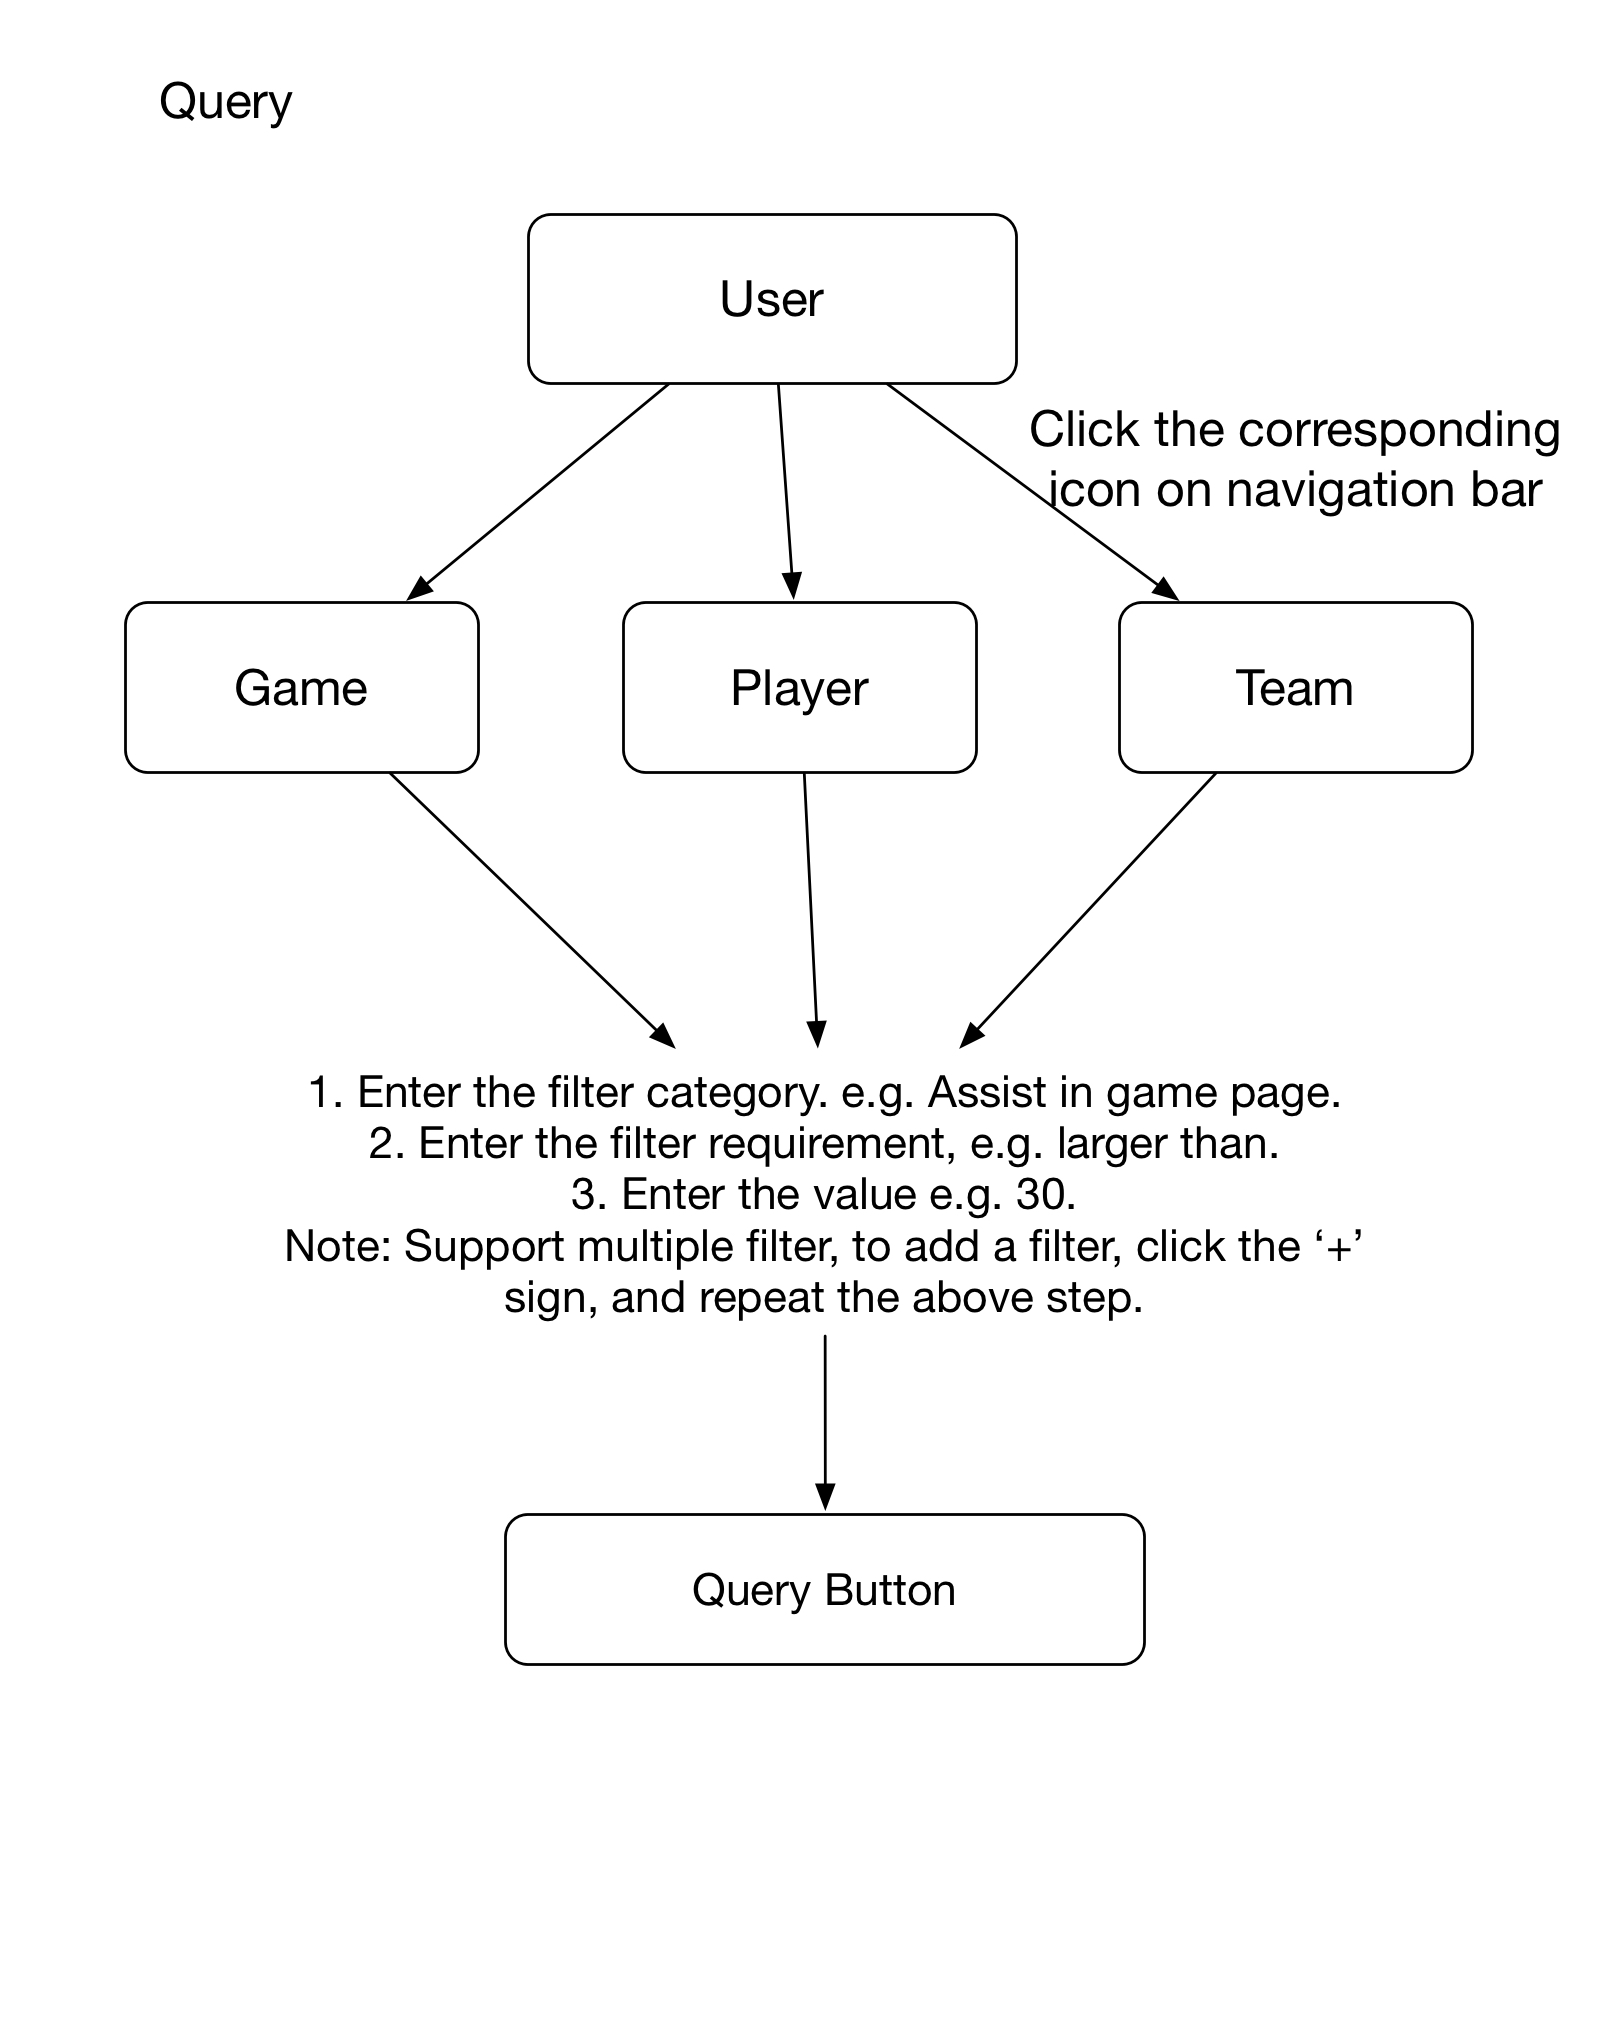 Query
User
Click the corresponding
icon on navigation bar
Game
Player
Team
1. Enter the filter category. e.g. Assist in game page.
2. Enter the filter requirement, e.g. larger than.
3. Enter the value e.g. 30.
Note: Support multiple filter, to add a filter, click the ‘+’
sign, and repeat the above step.
Query Button